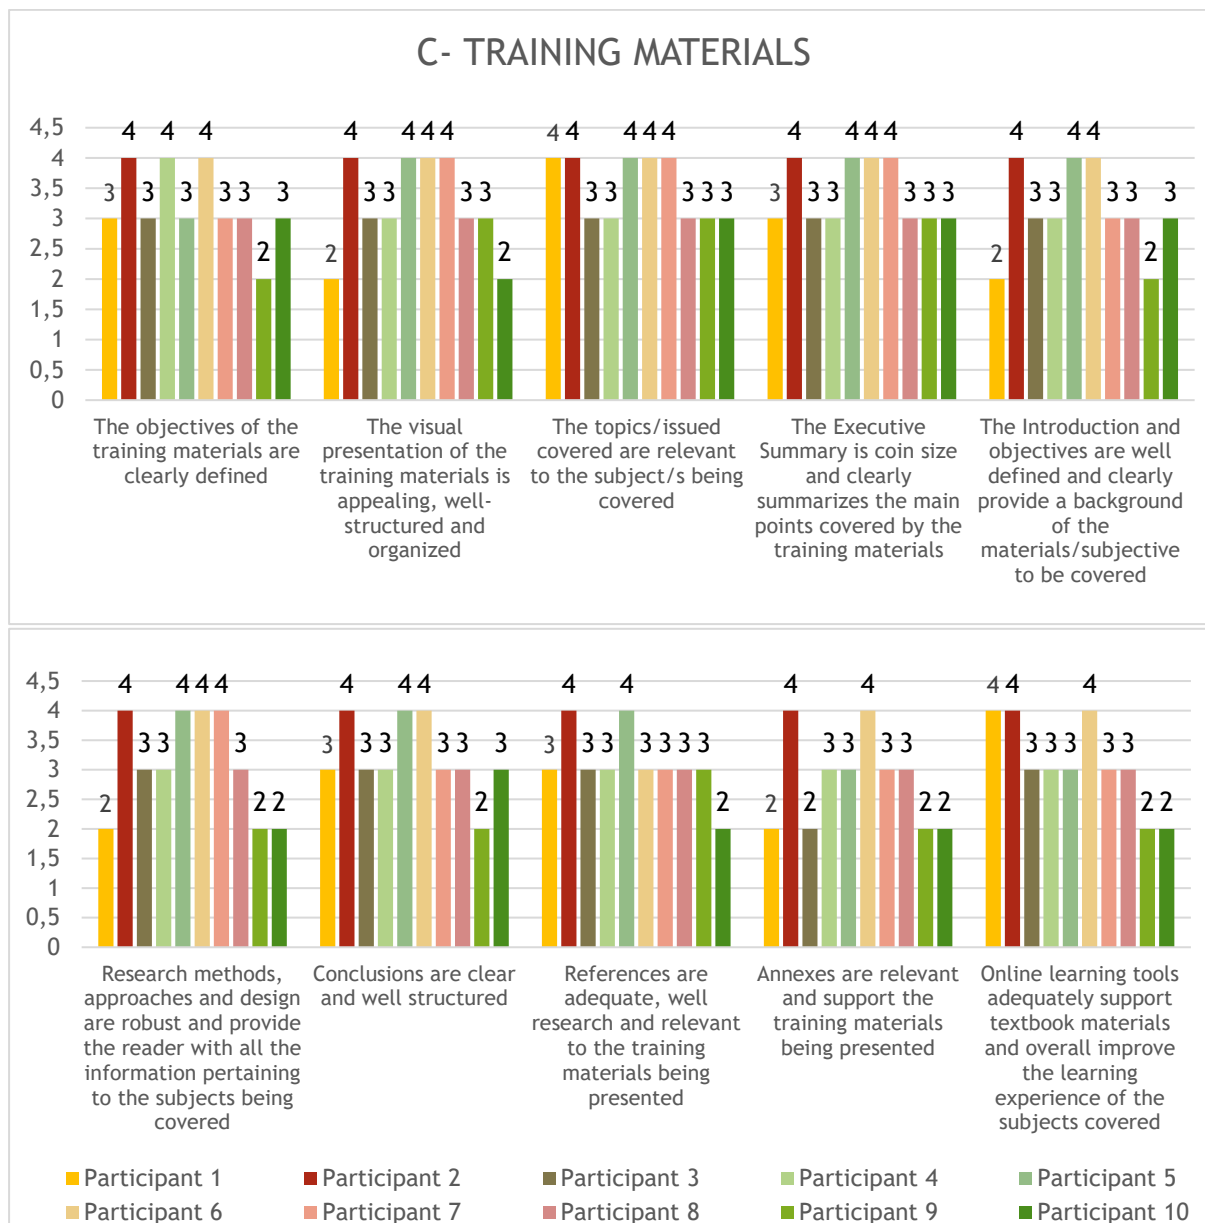 C- TRAINING MATERIALS
4,5
4
3,5
3
2,5
2
1,5
1
0,5
0
3 4 3 4 3 4 3 3 2 3
2 4 3 3 4 4 4 3 3 2
4 4 3 3 4 4 4 3 3 3
3 4 3 3 4 4 4 3 3 3
2 4 3 3 4 4 3 3 2 3
The objectives of the
training materials are
clearly defined
The visual
presentation of the
training materials is
appealing, well-
structured and
organized
The topics/issued
covered are relevant
to the subject/s being
covered
The Executive
Summary is coin size
and clearly
summarizes the main
points covered by the
training materials
The Introduction and
objectives are well
defined and clearly
provide a background
of the
materials/subjective
to be covered
4,5
4
3,5
3
2,5
2
1,5
1
0,5
0
2 4 3 3 4 4 4 3 2 2
3 4 3 3 4 4 3 3 2 3
3 4 3 3 4 3 3 3 3 2
2 4 2 3 3 4 3 3 2 2
4 4 3 3 3 4 3 3 2 2
Research methods,
approaches and design
are robust and provide
the reader with all the
information pertaining
to the subjects being
covered
Conclusions are clear
and well structured
References are
adequate, well
research and relevant
to the training
materials being
presented
Annexes are relevant
and support the
training materials
being presented
Online learning tools
adequately support
textbook materials
and overall improve
the learning
experience of the
subjects covered
Participant 1
Participant 2
Participant 3
Participant 4
Participant 5
Participant 6
Participant 7
Participant 8
Participant 9
Participant 10